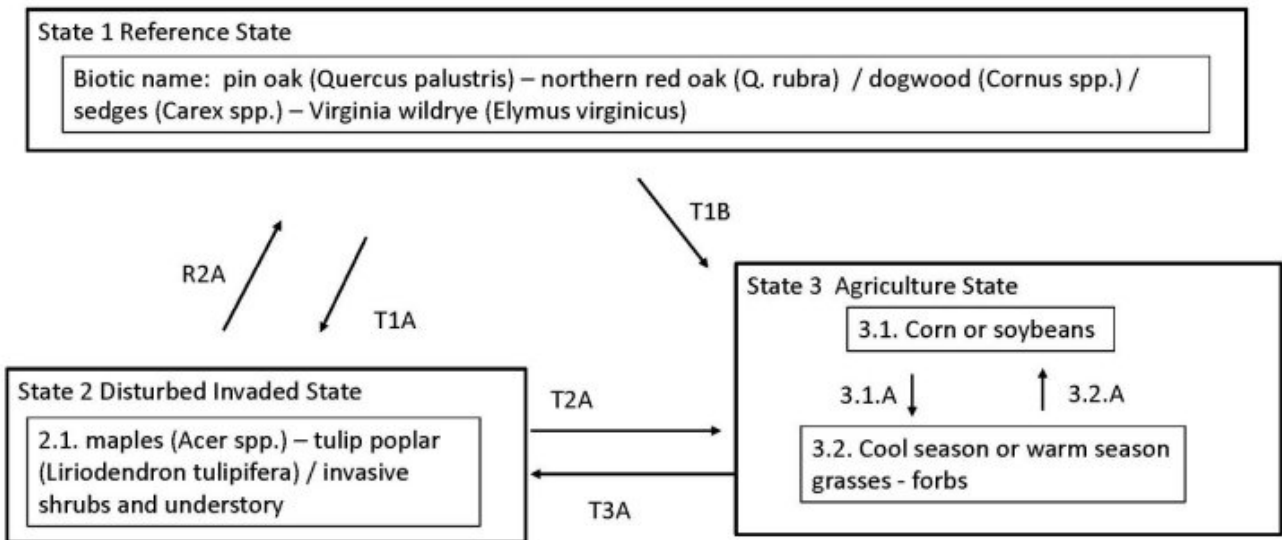 State 1 Reference State
Biotic name:  pin oak (Quercus palustris) – northern red oak (Q. rubra)  / dogwood (Cornus spp.) /
sedges (Carex spp.) – Virginia wildrye (Elymus virginicus)
T1B
R2A
T1A
State 3  Agriculture State
3.1. Corn or soybeans
3.1.A
3.2.A
3.2. Cool season or warm season
grasses - forbs
State 2 Disturbed Invaded State
2.1. maples (Acer spp.) – tulip poplar
(Liriodendron tulipifera) / invasive
shrubs and understory
T2A
T3A